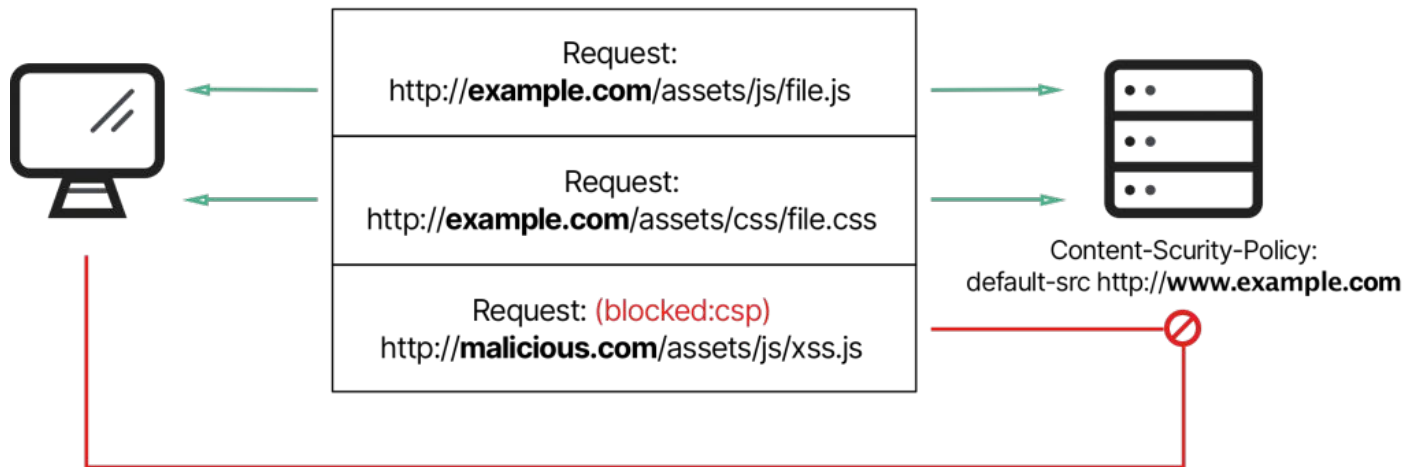 Request:
http://example.com/assets/js/file.js
Request:
http://example.com/assets/css/file.css
Request: (blocked:csp)
http://malicious.com/assets/js/xss.js
Content-Scurity-Policy:
default-src http://www.example.com